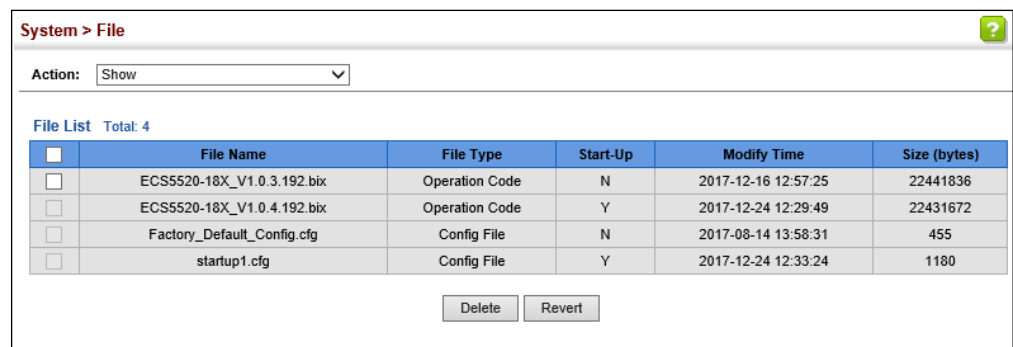 System > File
?
Action: Show
File List Total: 4
File Name File Type Start-Up Modify Time Size (bytes)
ECS5520-18X_V1.0.3.192.bix Operation Code N 2017-12-16 12:57:25 22441836
ECS5520-18X_V1.0.4.192.bix Operation Code Y 2017-12-24 12:29:49 22431672
Factory_Default_Config.cfg Config File N 2017-08-14 13:58:31 455
startup1.cfg Config File Y 2017-12-24 12:33:24 1180
Delete Revert